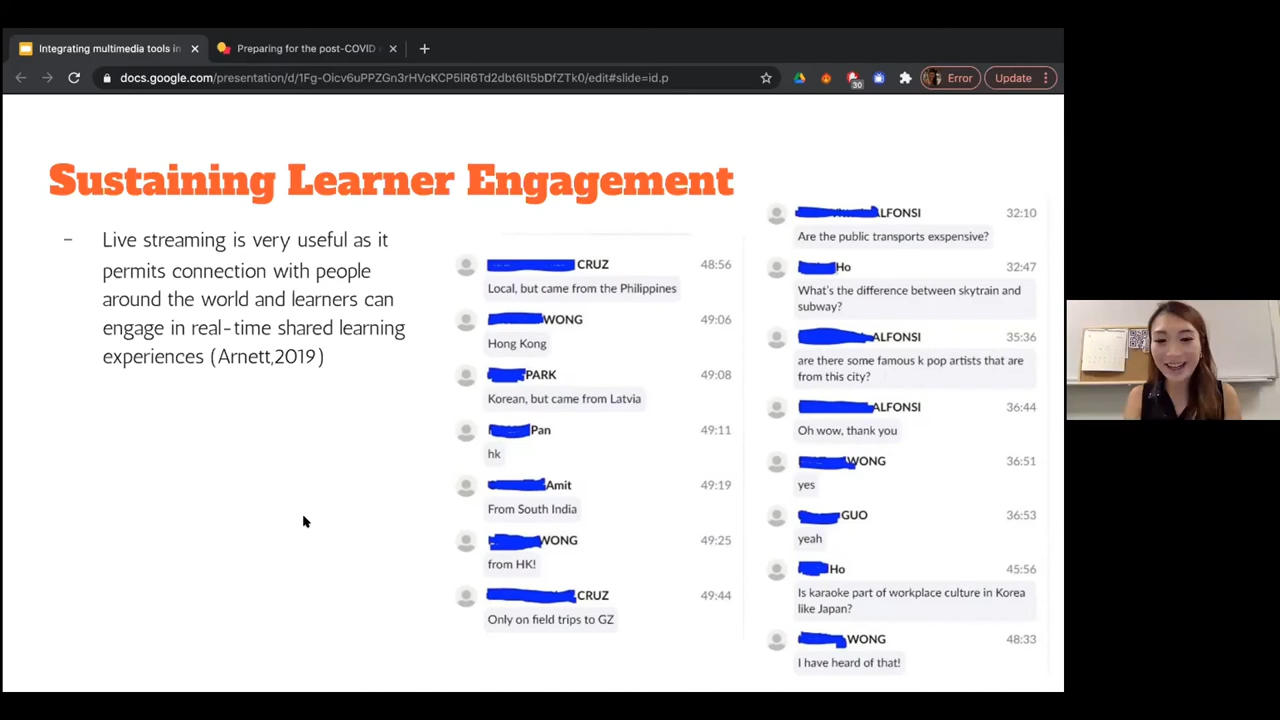 Integrating multimedia tools in
Preparing for the post-COVID
docs.google.com/presentation/d/1Fg-Oicv6uPPZGn3rHVcKCP5lR6Td2dbt6It5bDfZTk0/edit#slide=id.p
30
Error
Update
Sustaining Learner Engagement
- Live streaming is very useful as it
permits connection with people
around the world and learners can
engage in real-time shared learning
experiences (Arnett,2019)
CRUZ 48:56
Local, but came from the Philippines
WONG 49:06
Hong Kong
PARK 49:08
Korean, but came from Latvia
Pan 49:11
hk
Amit 49:19
From South India
WONG 49:25
from HK!
CRUZ 49:44
Only on field trips to GZ
ALFONSI 32:10
Are the public transports exspensive?
Ho 32:47
What's the difference between skytrain and
subway?
ALFONSI 35:36
are there some famous k pop artists that are
from this city?
ALFONSI 36:44
Oh wow, thank you
WONG 36:51
yes
GUO 36:53
yeah
Ho 45:56
Is karaoke part of workplace culture in Korea
like Japan?
WONG 48:33
I have heard of that!